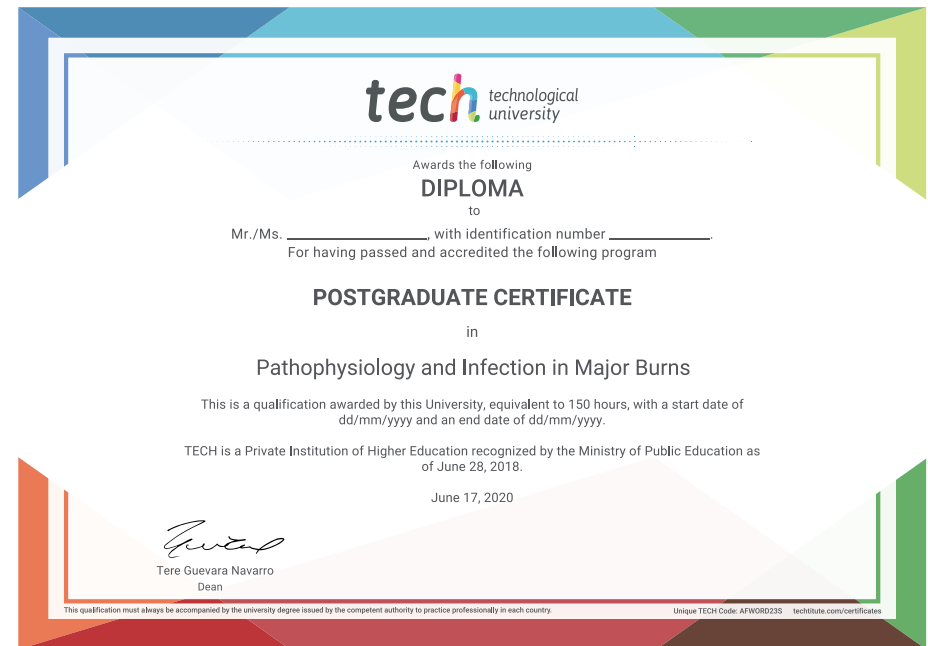 tech technological
university
Awards the following
DIPLOMA
to
Mr./Ms. ____________________, with identification number ______________.
For having passed and accredited the following program
POSTGRADUATE CERTIFICATE
in
Pathophysiology and Infection in Major Burns
This is a qualification awarded by this University, equivalent to 150 hours, with a start date of
dd/mm/yyyy and an end date of dd/mm/yyyy.
TECH is a Private Institution of Higher Education recognized by the Ministry of Public Education as
of June 28, 2018.
June 17, 2020
Tere Guevara Navarro
Dean
This qualification must always be accompanied by the university degree issued by the competent authority to practice professionally in each country.
Unique TECH Code: AFWORD23S techtitute.com/certificates